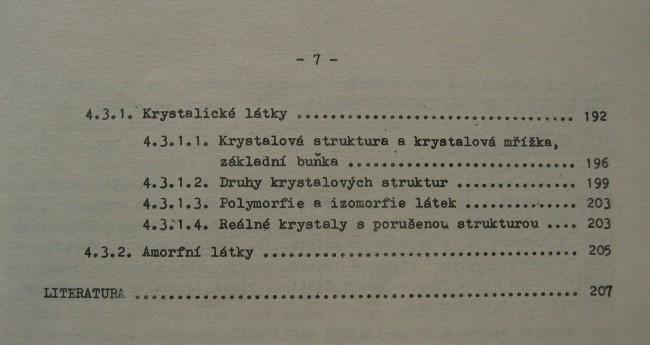 - 7 -
4.3.1. Krystalické látky ................................... 192
4.3.1.1. Krystalová struktura a krystalová mřížka,
základní buňka ............................. 196
4.3.1.2. Druhy krystalových struktur ............... 199
4.3.1.3. Polymorfie a izomorfie látek .............. 203
4.3.1.4. Reálné krystaly s porušenou strukturou .... 203
4.3.2. Amorfní látky ....................................... 205
LITERATURA ........................................................ 207